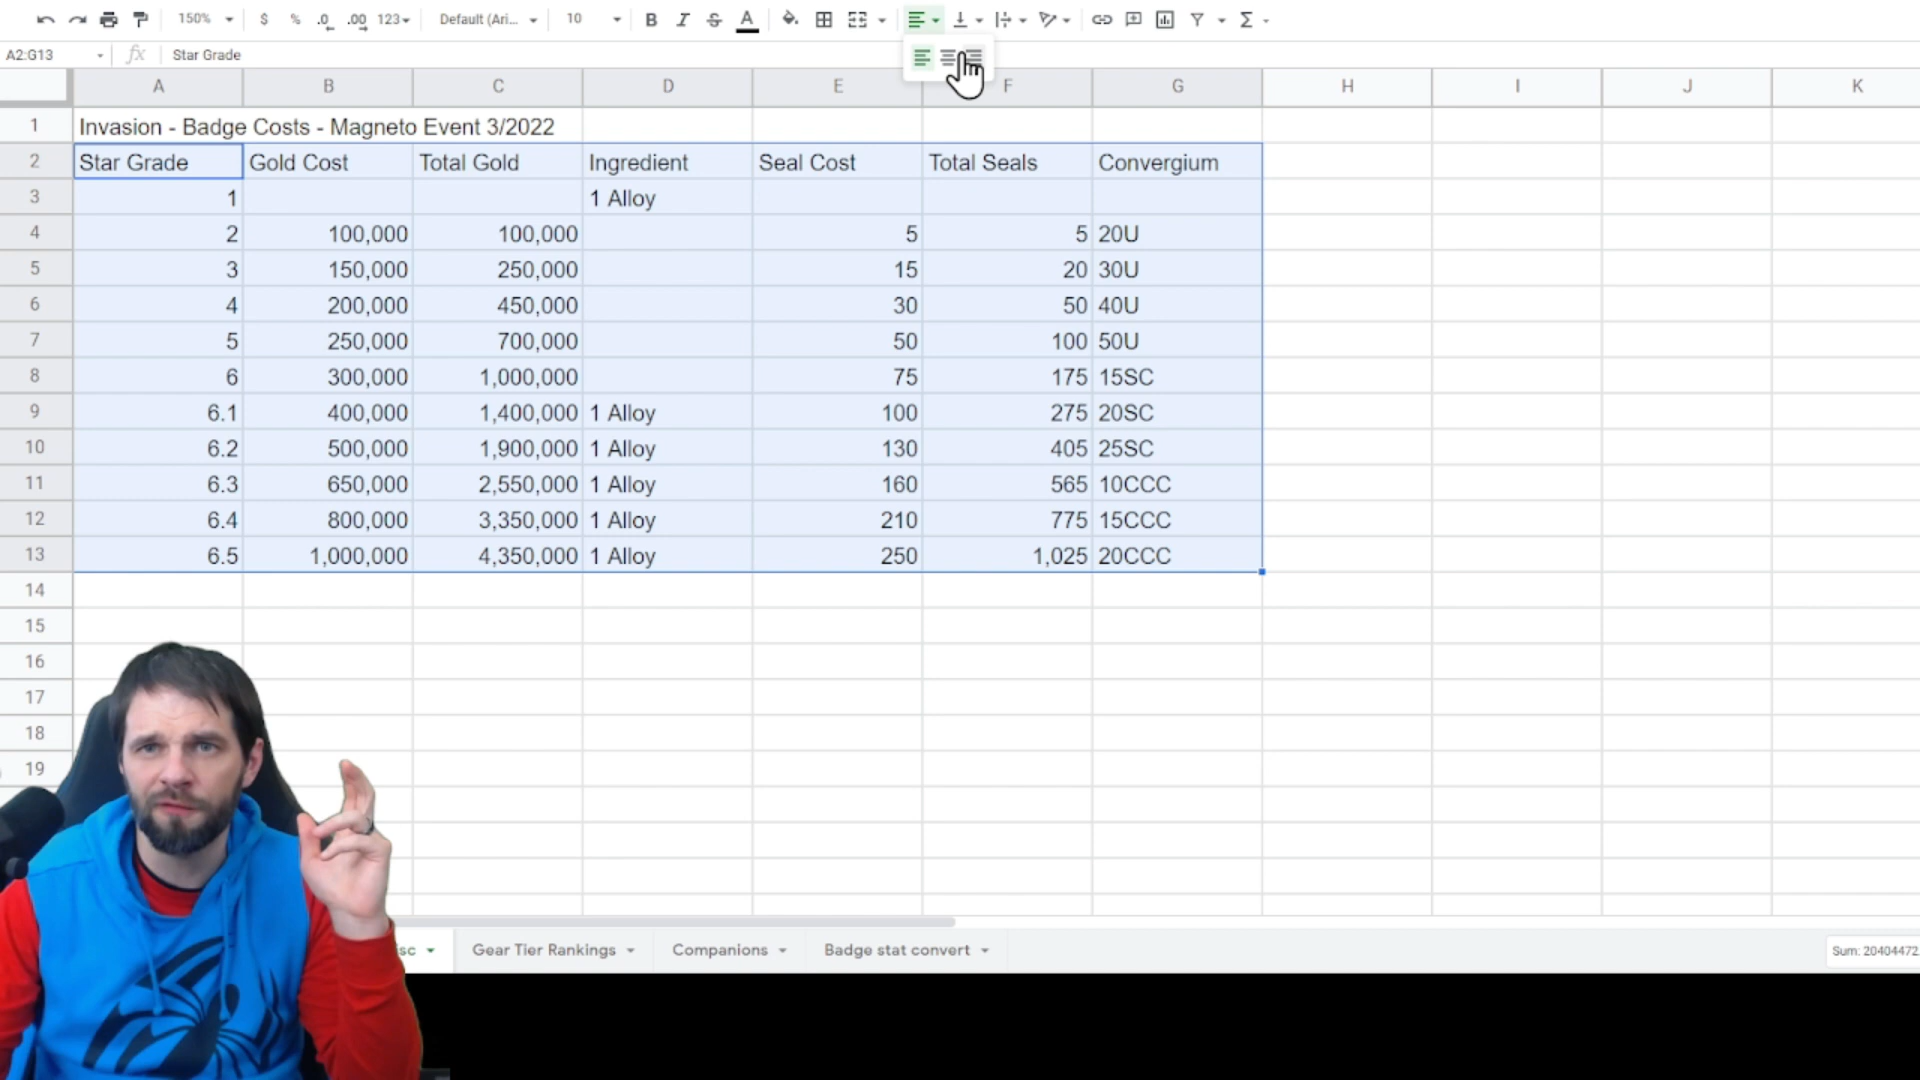 150% $ % .0 .00 123 Default (Ari... 10 B I S A Σ
A2:G13 fx Star Grade
A B C D E F G H I J K
1 Invasion - Badge Costs - Magneto Event 3/2022
2 Star Grade Gold Cost Total Gold Ingredient Seal Cost Total Seals Convergium
3 1 1 Alloy
4 2 100,000 100,000 5 5 20U
5 3 150,000 250,000 15 20 30U
6 4 200,000 450,000 30 50 40U
7 5 250,000 700,000 50 100 50U
8 6 300,000 1,000,000 75 175 15SC
9 6.1 400,000 1,400,000 1 Alloy 100 275 20SC
10 6.2 500,000 1,900,000 1 Alloy 130 405 25SC
11 6.3 650,000 2,550,000 1 Alloy 160 565 10CCC
12 6.4 800,000 3,350,000 1 Alloy 210 775 15CCC
13 6.5 1,000,000 4,350,000 1 Alloy 250 1,025 20CCC
14
15
16
17
18
19
sc Gear Tier Rankings Companions Badge stat convert Sum: 20404472